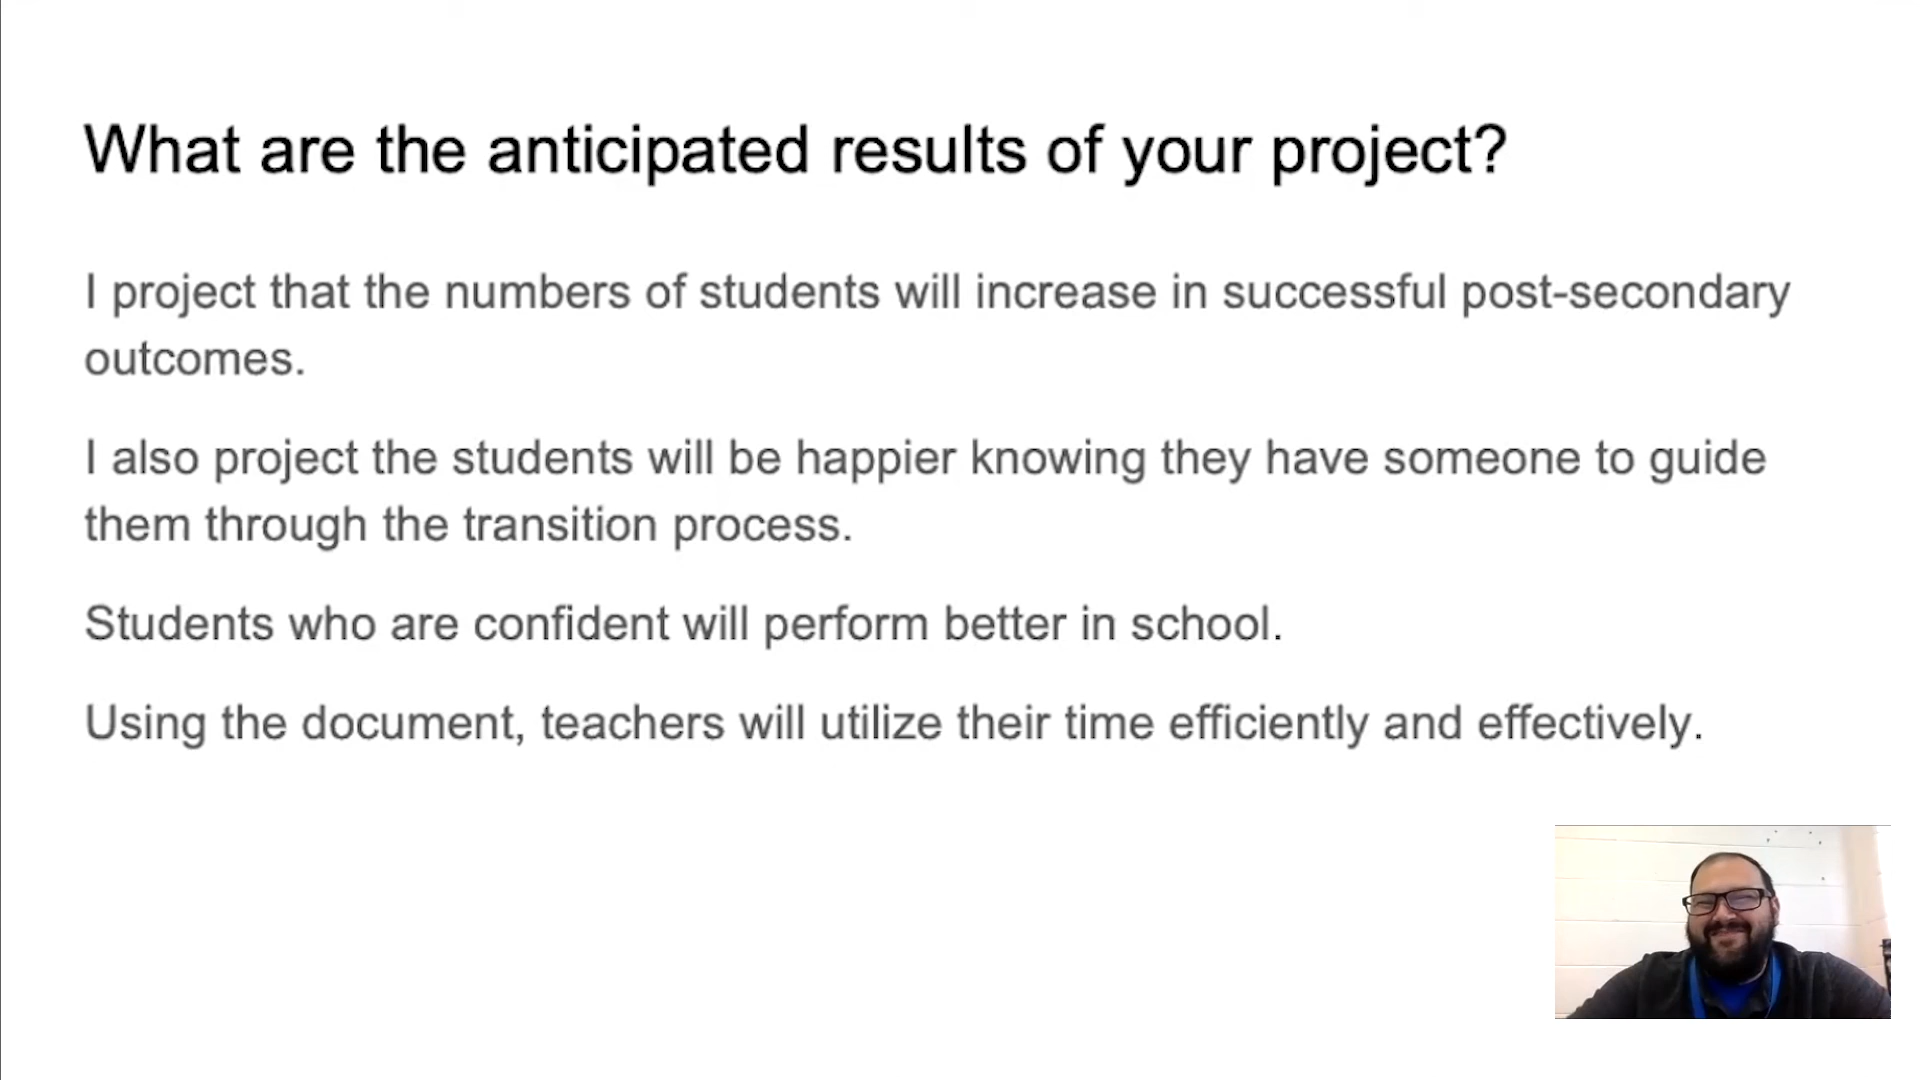 What are the anticipated results of your project?
I project that the numbers of students will increase in successful post-secondary
outcomes.
I also project the students will be happier knowing they have someone to guide
them through the transition process.
Students who are confident will perform better in school.
Using the document, teachers will utilize their time efficiently and effectively.